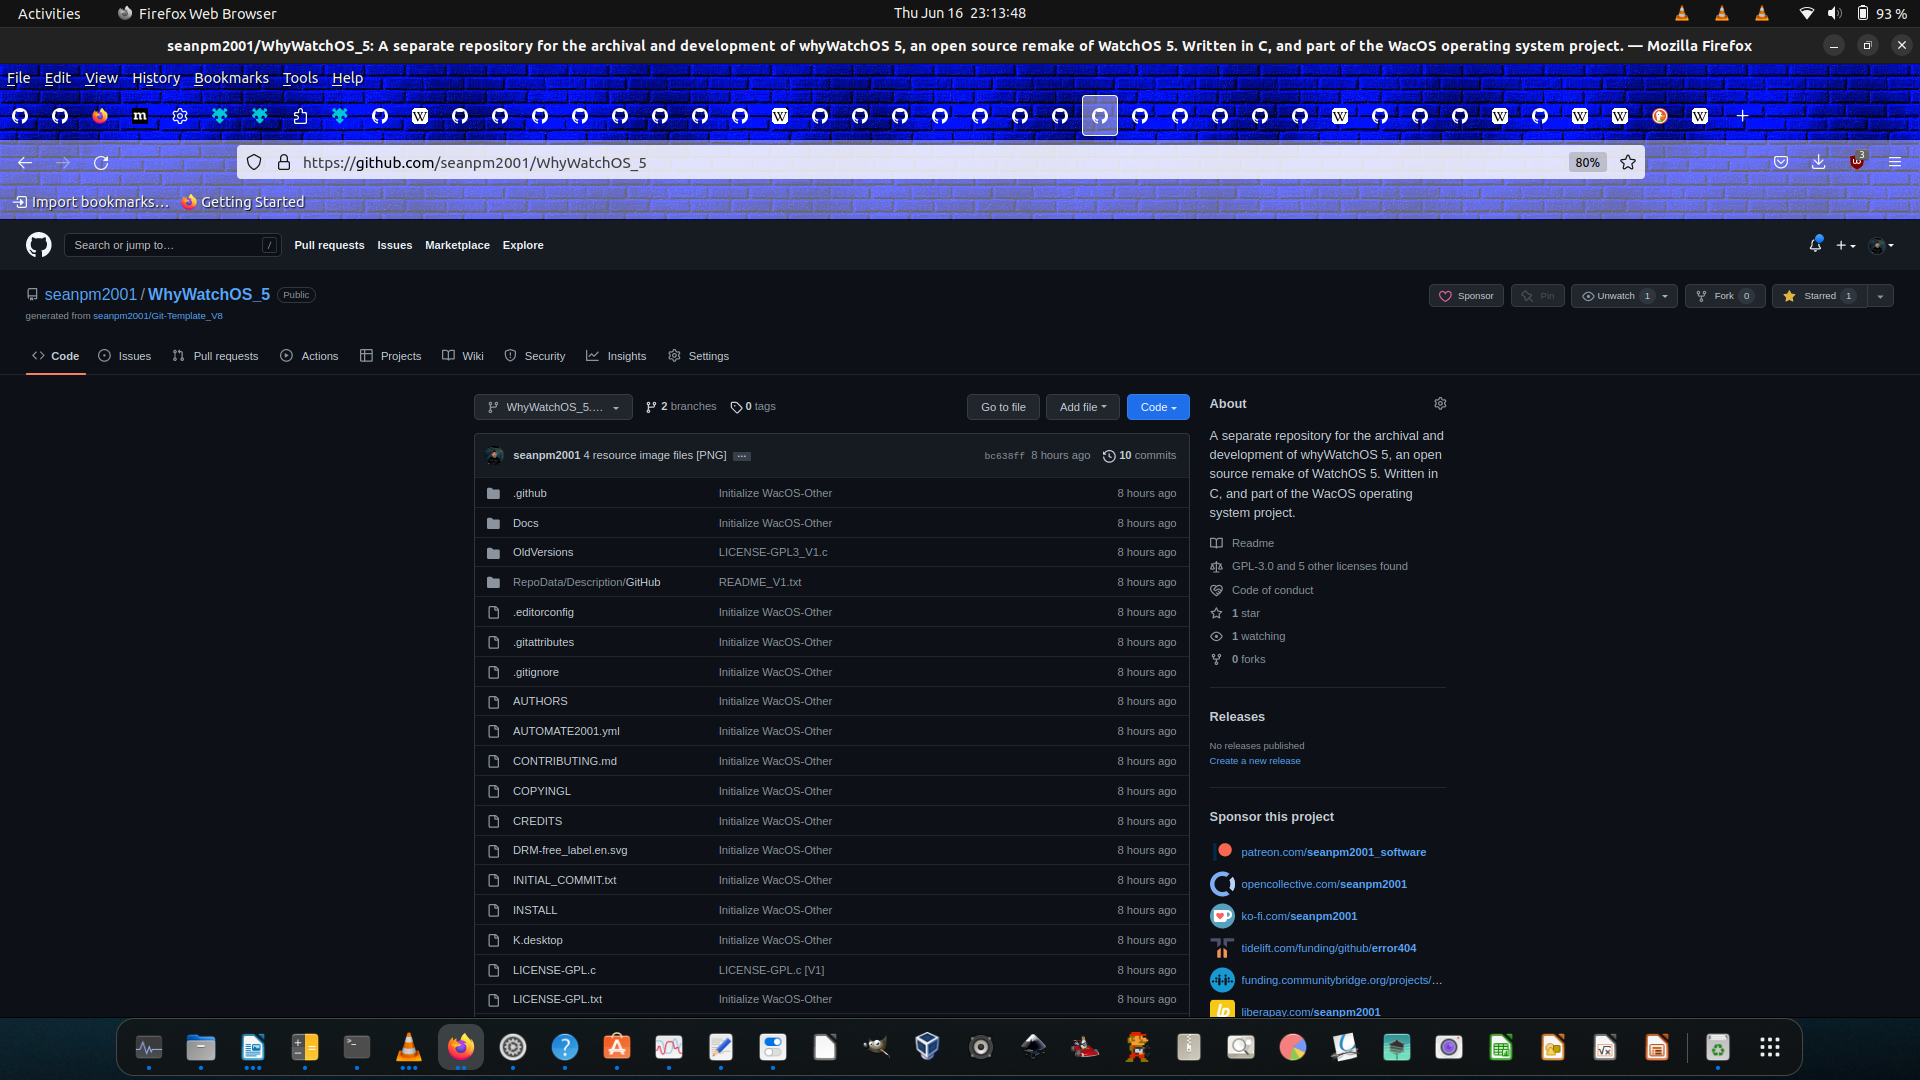 Activities Firefox Web Browser Thu Jun 16 23:13:48 93 %
seanpm2001/WhyWatchOS_5: A separate repository for the archival and development of whyWatchOS 5, an open source remake of WatchOS 5. Written in C, and part of the WacOS operating system project. — Mozilla Firefox
File Edit View History Bookmarks Tools Help
https://github.com/seanpm2001/WhyWatchOS_5 80% 3
Import bookmarks… Getting Started
Search or jump to… / Pull requests Issues Marketplace Explore
seanpm2001 / WhyWatchOS_5 Public Sponsor Pin Unwatch 1 Fork 0 Starred 1
generated from seanpm2001/Git-Template_V8
Code Issues Pull requests Actions Projects Wiki Security Insights Settings
WhyWatchOS_5.... 2 branches 0 tags Go to file Add file Code
seanpm2001 4 resource image files [PNG] ... bc638ff 8 hours ago 10 commits
.github Initialize WacOS-Other 8 hours ago
Docs Initialize WacOS-Other 8 hours ago
OldVersions LICENSE-GPL3_V1.c 8 hours ago
RepoData/Description/GitHub README_V1.txt 8 hours ago
.editorconfig Initialize WacOS-Other 8 hours ago
.gitattributes Initialize WacOS-Other 8 hours ago
.gitignore Initialize WacOS-Other 8 hours ago
AUTHORS Initialize WacOS-Other 8 hours ago
AUTOMATE2001.yml Initialize WacOS-Other 8 hours ago
CONTRIBUTING.md Initialize WacOS-Other 8 hours ago
COPYINGL Initialize WacOS-Other 8 hours ago
CREDITS Initialize WacOS-Other 8 hours ago
DRM-free_label.en.svg Initialize WacOS-Other 8 hours ago
INITIAL_COMMIT.txt Initialize WacOS-Other 8 hours ago
INSTALL Initialize WacOS-Other 8 hours ago
K.desktop Initialize WacOS-Other 8 hours ago
LICENSE-GPL.c LICENSE-GPL.c [V1] 8 hours ago
LICENSE-GPL.txt Initialize WacOS-Other 8 hours ago
About
A separate repository for the archival and
development of whyWatchOS 5, an open
source remake of WatchOS 5. Written in
C, and part of the WacOS operating
system project.
Readme
GPL-3.0 and 5 other licenses found
Code of conduct
1 star
1 watching
0 forks
Releases
No releases published
Create a new release
Sponsor this project
patreon.com/seanpm2001_software
opencollective.com/seanpm2001
ko-fi.com/seanpm2001
tidelift.com/funding/github/error404
funding.communitybridge.org/projects/...
liberapay.com/seanpm2001